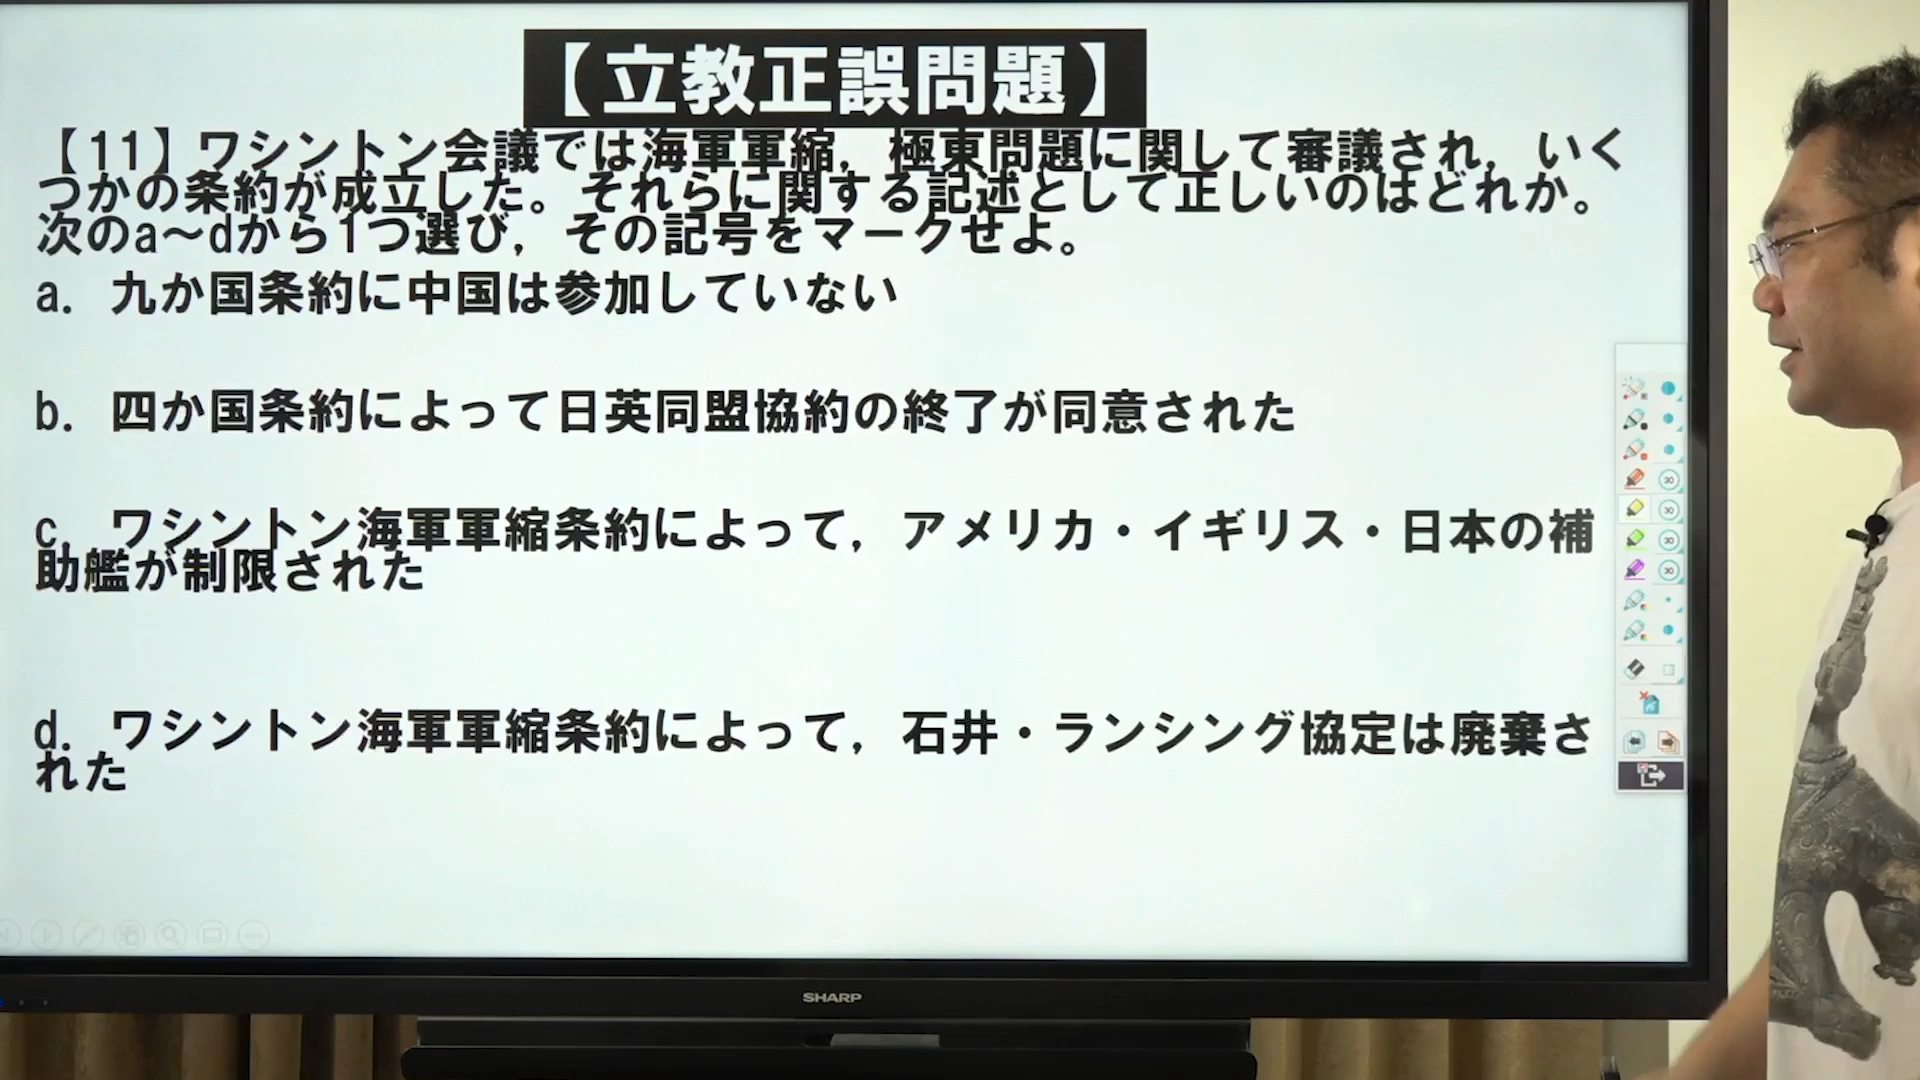 【立教正誤問題】
【11】ワシントン会議では海軍軍縮，極東問題に関して審議され，いく
つかの条約が成立した。それらに関する記述として正しいのはどれか。
次のa～dから1つ選び，その記号をマークせよ。
a．九か国条約に中国は参加していない
b．四か国条約によって日英同盟協約の終了が同意された
c．ワシントン海軍軍縮条約によって，アメリカ・イギリス・日本の補
助艦が制限された
d．ワシントン海軍軍縮条約によって，石井・ランシング協定は廃棄さ
れた
30
30
30
30
SHARP